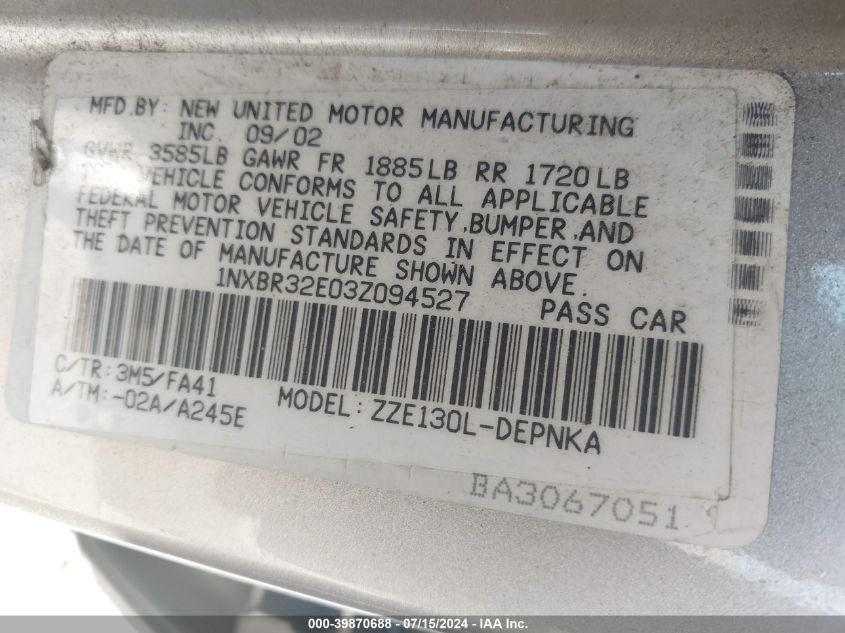 MFD.BY: NEW UNITED MOTOR MANUFACTURING
INC. 09/02
GVWR 3585LB GAWR FR 1885LB RR 1720LB
VEHICLE CONFORMS TO ALL APPLICABLE
FEDERAL MOTOR VEHICLE SAFETY,BUMPER,AND
THEFT PREVENTION STANDARDS IN EFFECT ON
THE DATE OF MANUFACTURE SHOWN ABOVE.
1NXBR32E03Z094527 PASS CAR
C/TR:3M5/FA41
A/TM:-02A/A245E MODEL:ZZE130L-DEPNKA
BA3067051
000-39870688 - 07/15/2024 - IAAI.COM